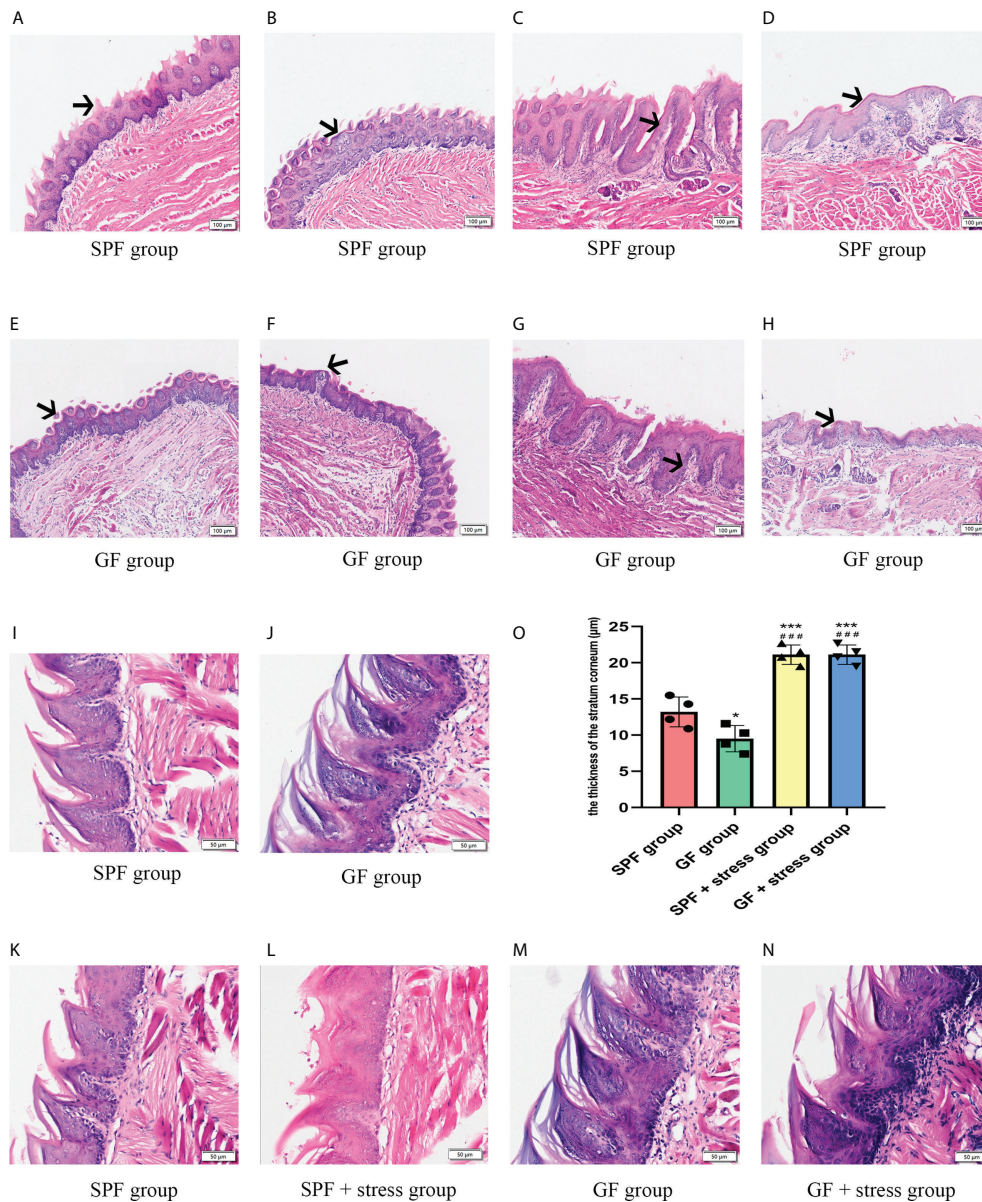 A
B
C
D
100 µm
100 µm
100 µm
100 µm
SPF group
SPF group
SPF group
SPF group
E
F
G
H
100 µm
100 µm
100 µm
100 µm
GF group
GF group
GF group
GF group
I
J
O
50 µm
50 µm
SPF group
GF group
the thickness of the stratum corneum (µm)
25
20
15
10
5
0
*
***
###
***
###
SPF group
GF group
SPF + stress group
GF + stress group
K
L
M
N
50 µm
50 µm
50 µm
50 µm
SPF group
SPF + stress group
GF group
GF + stress group